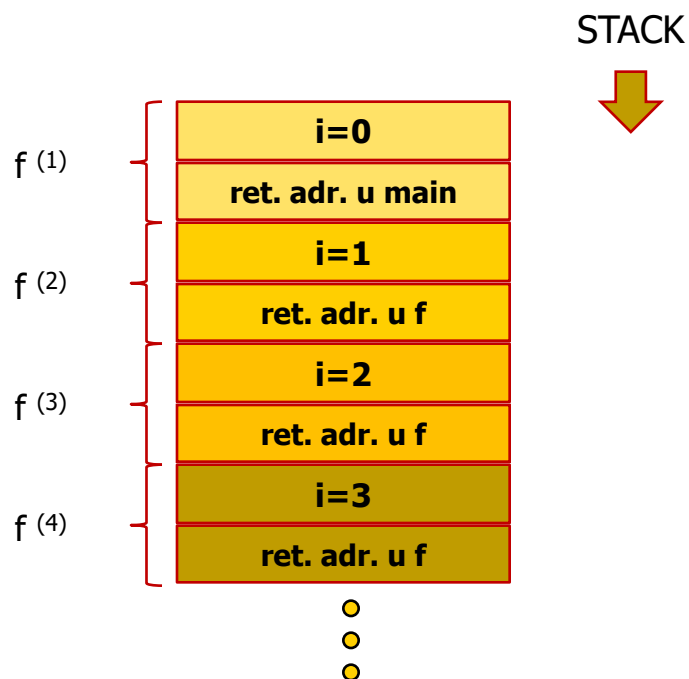 STACK
f (1)
i=0
ret. adr. u main
f (2)
i=1
ret. adr. u f
f (3)
i=2
ret. adr. u f
f (4)
i=3
ret. adr. u f